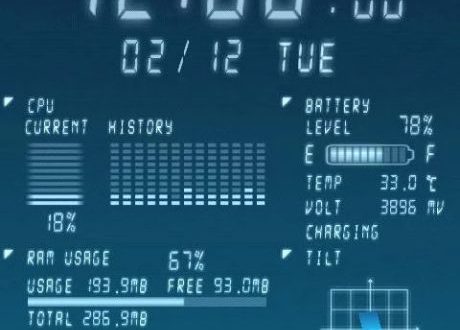 02/12 TUE
CPU
CURRENT HISTORY
18%
BATTERY
LEVEL 78%
E F
TEMP 33.0 ℃
VOLT 3896 MV
CHARGING
RAM USAGE 67%
USAGE 193.9MB FREE 93.0MB
TOTAL 286.9MB
TILT